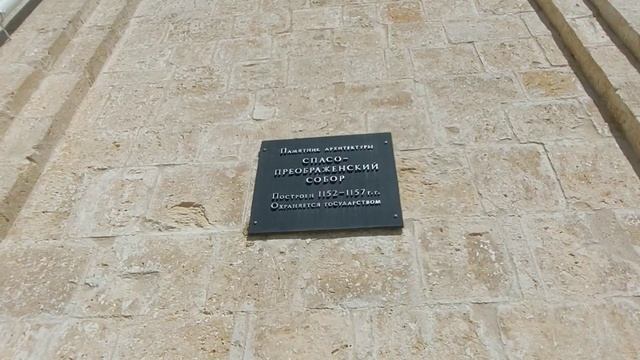 Памятник архитектуры
СПАСО-
ПРЕОБРАЖЕНСКИЙ
СОБОР
Построен 1152-1157 г.г.
Охраняется государством